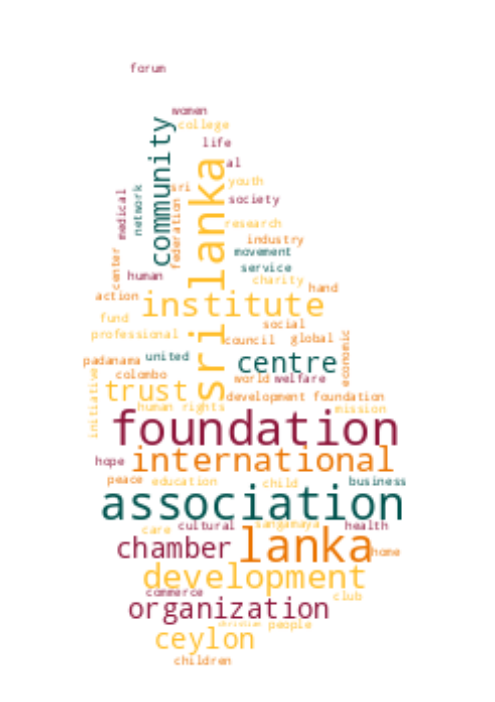 forum
women
college
community
life
al
sri lanka
youth
sri
network
medical
society
federation
research
industry
movement
center
service
human
charity
hand
action
institute
fund
social
professional
council
global
economic
united
centre
padanama
colombo
initiative
trust
world
welfare
development foundation
human rights
mission
foundation
hope
international
peace
education
child
business
association
care
cultural
sangamaya
health
chamber
lanka
home
development
commerce
club
organization
people
ceylon
children